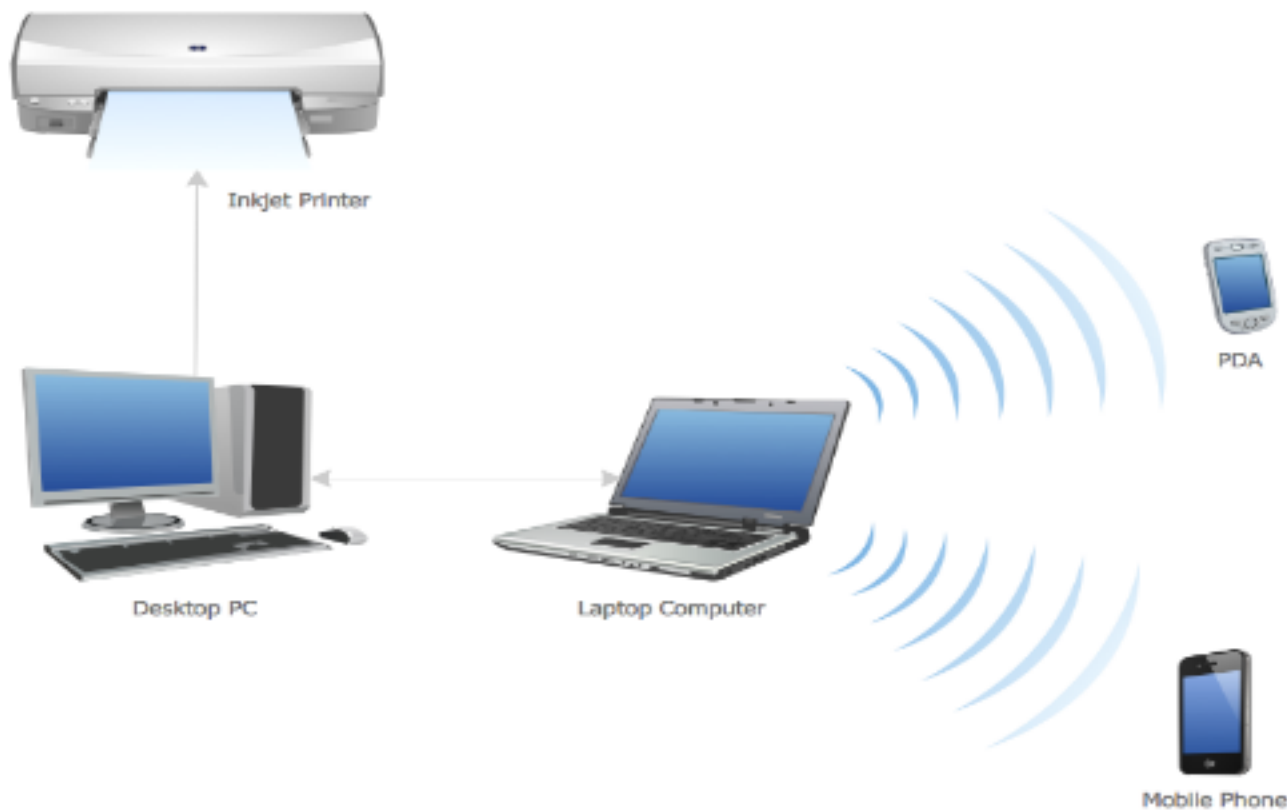 Inkjet Printer
PDA
Desktop PC
Laptop Computer
Mobile Phone